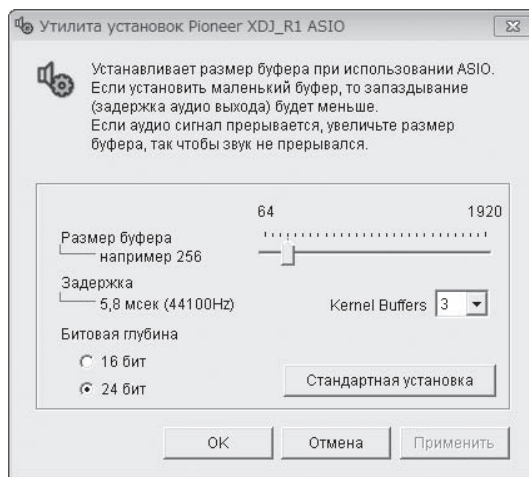 Утилита установок Pioneer XDJ_R1 ASIO
Устанавливает размер буфера при использовании ASIO.
Если установить маленький буфер, то запаздывание
(задержка аудио выхода) будет меньше.
Если аудио сигнал прерывается, увеличьте размер
буфера, так чтобы звук не прерывался.
64 1920
Размер буфера
например 256
Задержка
5,8 мсек (44100Hz)
Kernel Buffers 3
Битовая глубина
16 бит
24 бит
Стандартная установка
OK Отмена Применить